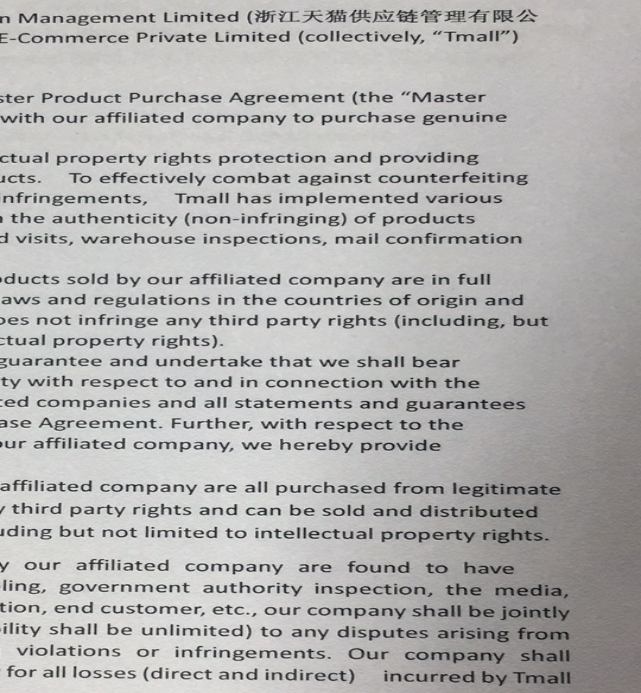 n Management Limited (浙江天猫供应链管理有限公
E-Commerce Private Limited (collectively, “Tmall”)
ster Product Purchase Agreement (the “Master
with our affiliated company to purchase genuine
ctual property rights protection and providing
ucts. To effectively combat against counterfeiting
infringements, Tmall has implemented various
the authenticity (non-infringing) of products
d visits, warehouse inspections, mail confirmation
oducts sold by our affiliated company are in full
aws and regulations in the countries of origin and
oes not infringe any third party rights (including, but
ctual property rights).
guarantee and undertake that we shall bear
ty with respect to and in connection with the
ted companies and all statements and guarantees
ase Agreement. Further, with respect to the
our affiliated company, we hereby provide
affiliated company are all purchased from legitimate
y third party rights and can be sold and distributed
uding but not limited to intellectual property rights.
y our affiliated company are found to have
ling, government authority inspection, the media,
tion, end customer, etc., our company shall be jointly
ility shall be unlimited) to any disputes arising from
violations or infringements. Our company shall
for all losses (direct and indirect) incurred by Tmall